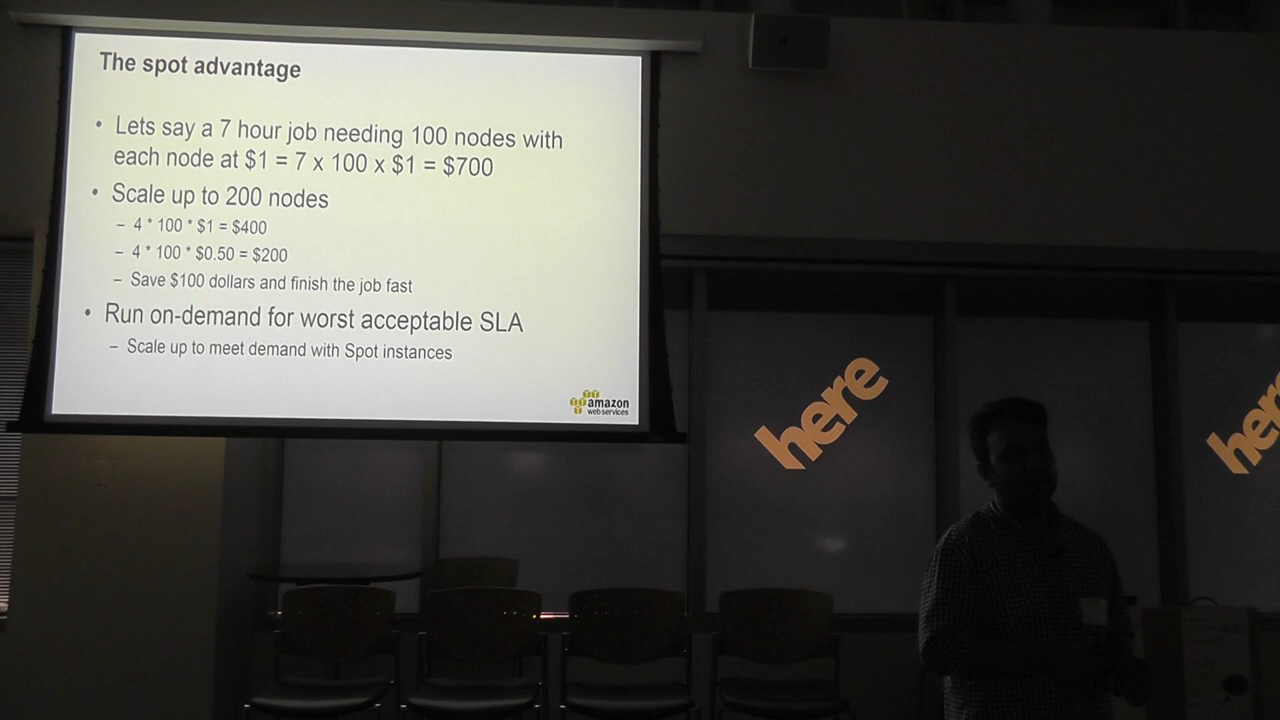 The spot advantage
• Lets say a 7 hour job needing 100 nodes with
each node at $1 = 7 x 100 x $1 = $700
• Scale up to 200 nodes
– 4 * 100 * $1 = $400
– 4 * 100 * $0.50 = $200
– Save $100 dollars and finish the job fast
• Run on-demand for worst acceptable SLA
– Scale up to meet demand with Spot instances
amazon
web services
here
here